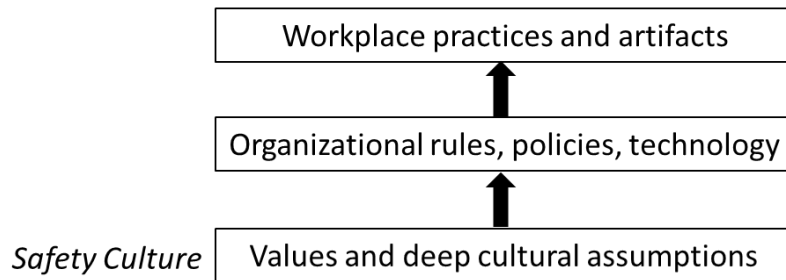 Workplace practices and artifacts
Organizational rules, policies, technology
Safety Culture
Values and deep cultural assumptions